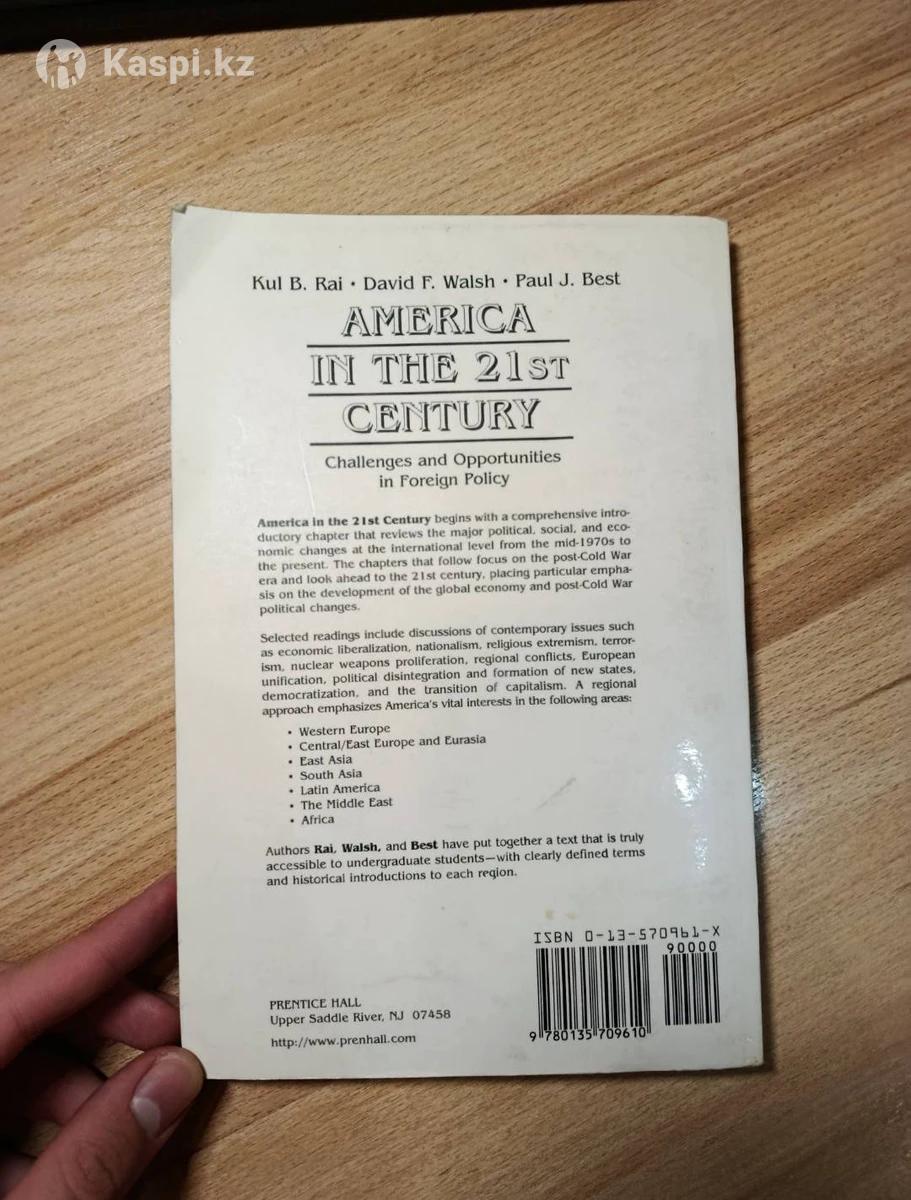 Kaspi.kz
Kul B. Rai • David F. Walsh • Paul J. Best
AMERICA
IN THE 21ST
CENTURY
Challenges and Opportunities
in Foreign Policy
America in the 21st Century begins with a comprehensive intro-
ductory chapter that reviews the major political, social, and eco-
nomic changes at the international level from the mid-1970s to
the present. The chapters that follow focus on the post-Cold War
era and look ahead to the 21st century, placing particular empha-
sis on the development of the global economy and post-Cold War
political changes.
Selected readings include discussions of contemporary issues such
as economic liberalization, nationalism, religious extremism, terror-
ism, nuclear weapons proliferation, regional conflicts, European
unification, political disintegration and formation of new states,
democratization, and the transition of capitalism. A regional
approach emphasizes America's vital interests in the following areas:
• Western Europe
• Central/East Europe and Eurasia
• East Asia
• South Asia
• Latin America
• The Middle East
• Africa
Authors Rai, Walsh, and Best have put together a text that is truly
accessible to undergraduate students—with clearly defined terms
and historical introductions to each region.
ISBN 0-13-570961-X
90000
9 780135 709610
PRENTICE HALL
Upper Saddle River, NJ 07458
http://www.prenhall.com